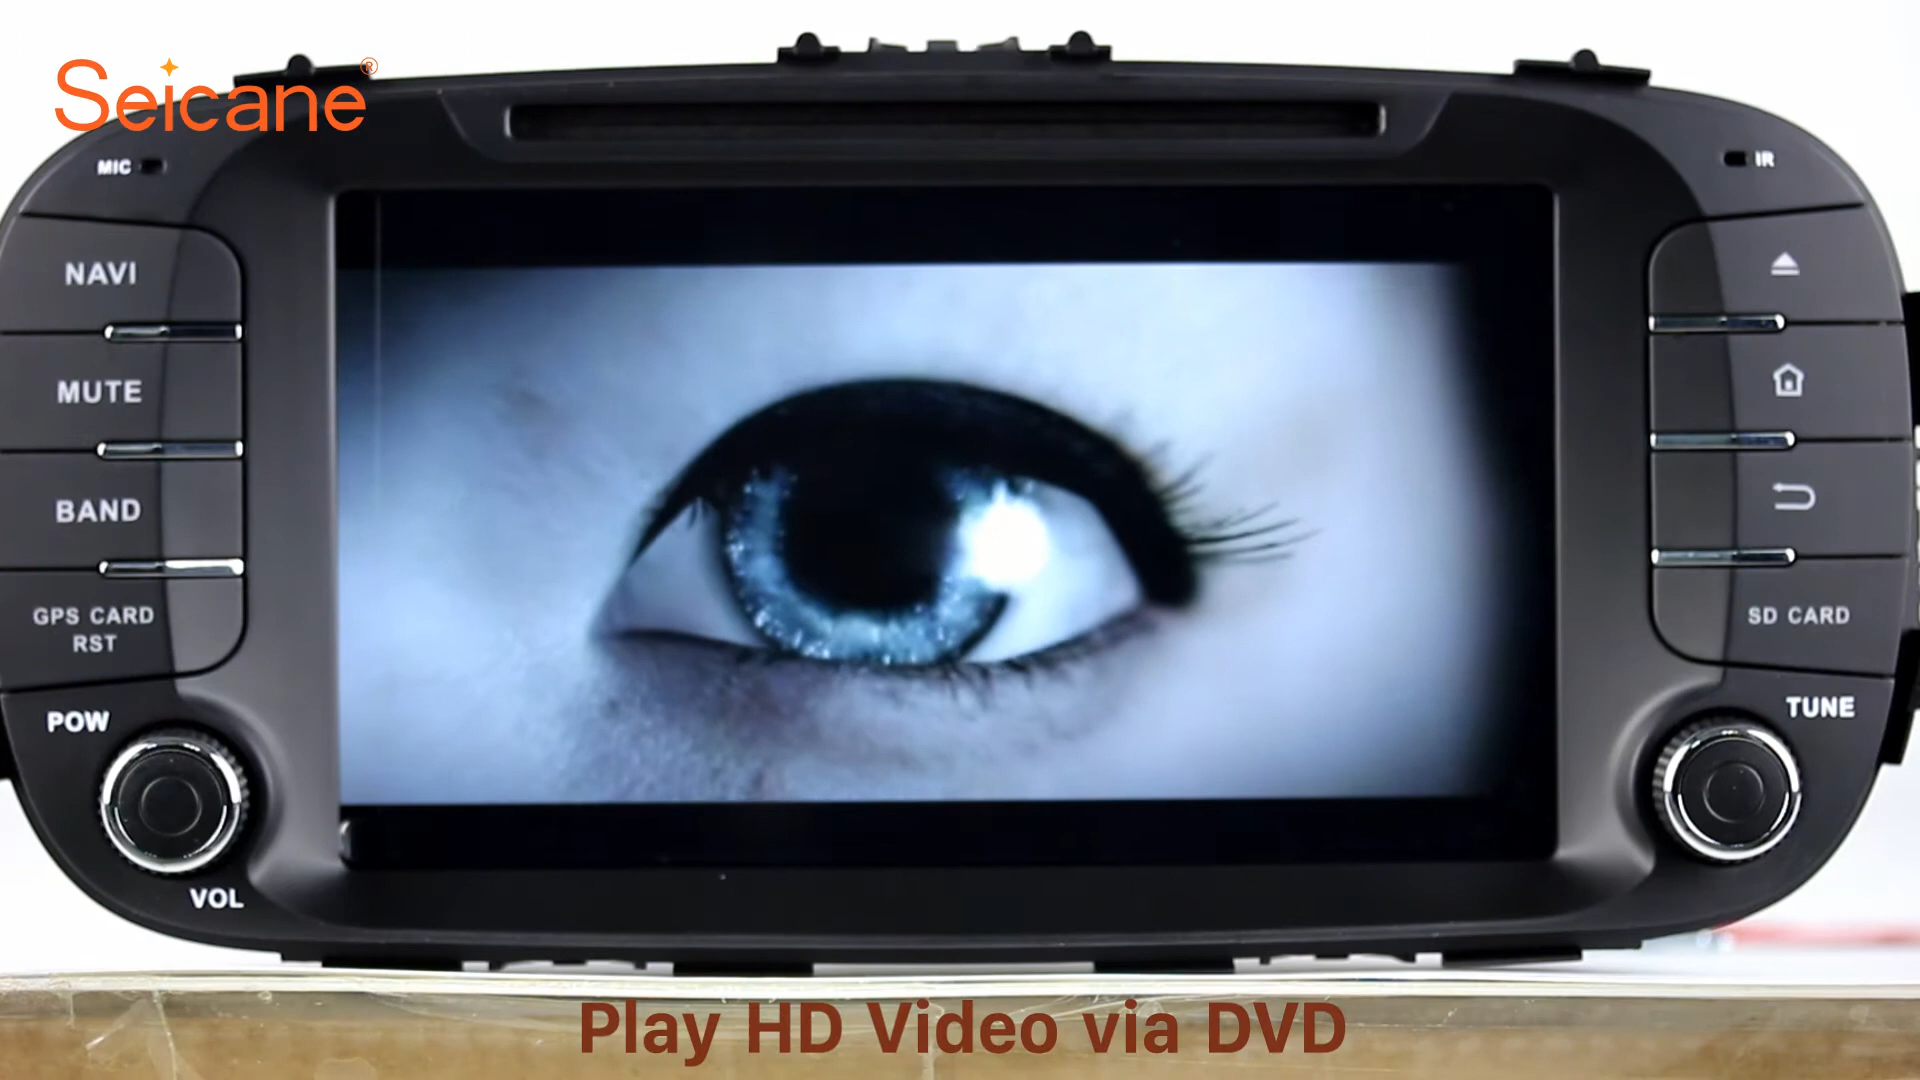 Seicane®
MIC
IR
NAVI
MUTE
BAND
GPS CARD
RST
SD CARD
POW
TUNE
VOL
Play HD Video via DVD